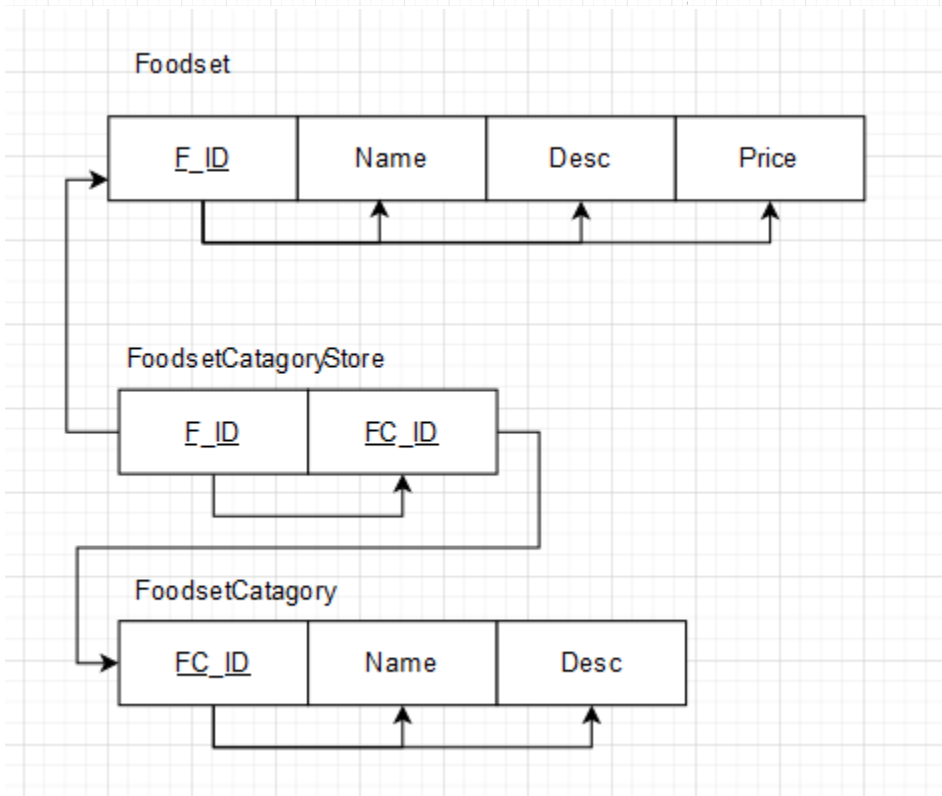 Foodset
F_ID Name Desc Price
FoodsetCatagoryStore
F_ID FC_ID
FoodsetCatagory
FC_ID Name Desc